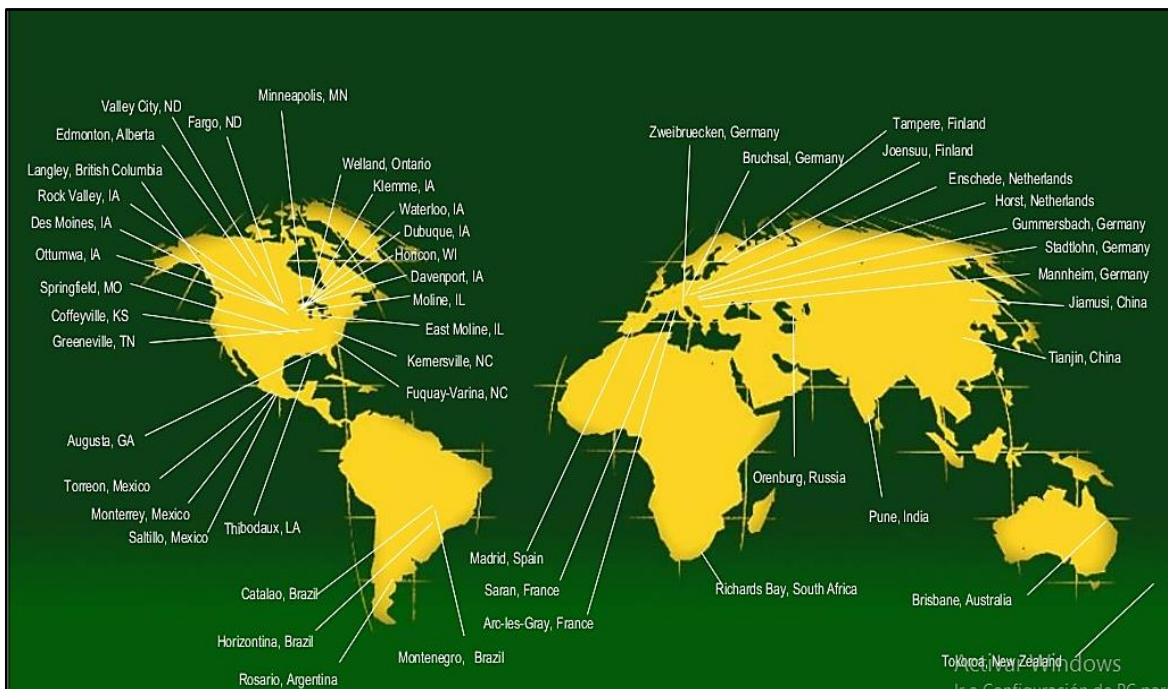 Minneapolis, MN
Valley City, ND
Fargo, ND
Edmonton, Alberta
Langley, British Columbia
Rock Valley, IA
Des Moines, IA
Ottumwa, IA
Springfield, MO
Coffeyville, KS
Greeneville, TN
Welland, Ontario
Klemme, IA
Waterloo, IA
Dubuque, IA
Horicon, WI
Davenport, IA
Moline, IL
East Moline, IL
Kernersville, NC
Fuquay-Varina, NC
Augusta, GA
Torreon, Mexico
Monterrey, Mexico
Saltillo, Mexico
Thibodaux, LA
Catalao, Brazil
Horizontina, Brazil
Montenegro, Brazil
Rosario, Argentina
Zweibruecken, Germany
Bruchsal, Germany
Tampere, Finland
Joensuu, Finland
Enschede, Netherlands
Horst, Netherlands
Gummersbach, Germany
Stadtlohn, Germany
Mannheim, Germany
Jiamusi, China
Tianjin, China
Orenburg, Russia
Pune, India
Madrid, Spain
Saran, France
Arc-les-Gray, France
Richards Bay, South Africa
Brisbane, Australia
Tokoroa, New Zealand
Activar Windows
Ir a Configuración de PC par